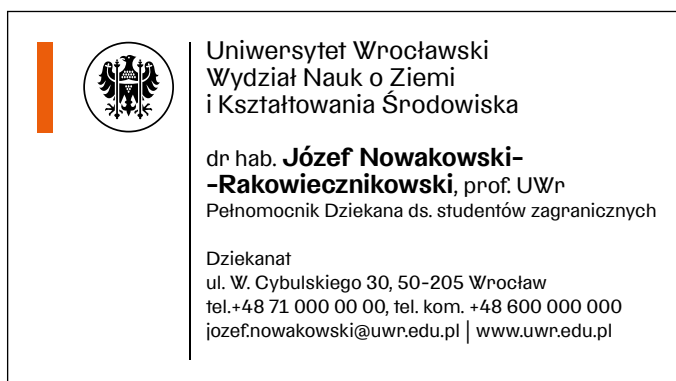 Uniwersytet Wrocławski
Wydział Nauk o Ziemi
i Kształtowania Środowiska
dr hab. Józef Nowakowski-
-Rakowiecznikowski, prof. UWr
Pełnomocnik Dziekana ds. studentów zagranicznych
Dziekanat
ul. W. Cybulskiego 30, 50-205 Wrocław
tel.+48 71 000 00 00, tel. kom. +48 600 000 000
jozef.nowakowski@uwr.edu.pl | www.uwr.edu.pl